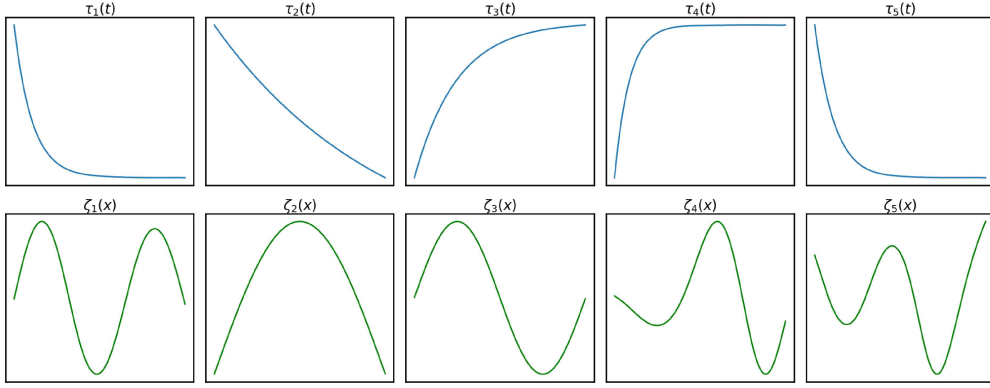 τ₁(t) τ₂(t) τ₃(t) τ₄(t) τ₅(t)
ζ₁(x) ζ₂(x) ζ₃(x) ζ₄(x) ζ₅(x)